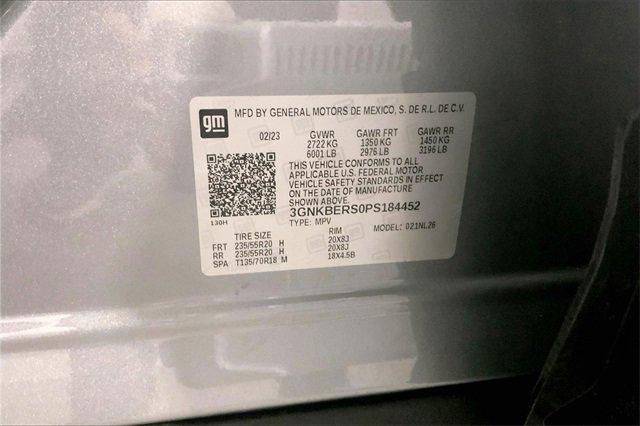 gm MFD BY GENERAL MOTORS DE MEXICO, S. DE R.L. DE C.V.
02/23 GVWR GAWR FRT GAWR RR
2722 KG 1350 KG 1450 KG
6001 LB 2976 LB 3196 LB
THIS VEHICLE CONFORMS TO ALL
APPLICABLE U.S. FEDERAL MOTOR
VEHICLE SAFETY STANDARDS IN EFFECT
ON THE DATE OF MANUFACTURE
SHOWN ABOVE.
3GNKBERS0PS184452
130H TYPE: MPV MODEL: 021NL26
TIRE SIZE RIM
FRT 235/55R20 H 20X8J
RR 235/55R20 H 20X8J
SPA T135/70R18 M 18X4.5B